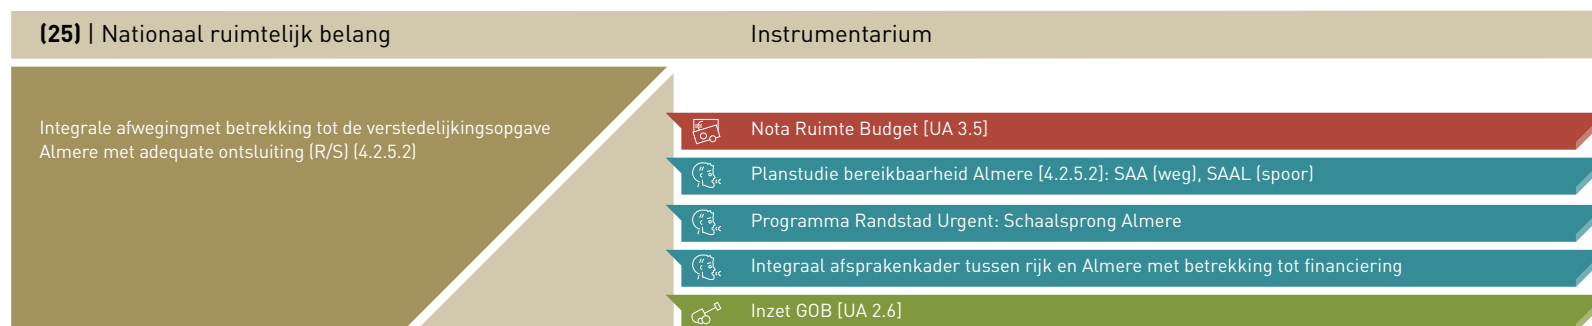 (25) | Nationaal ruimtelijk belang
Instrumentarium
Integrale afwegingmet betrekking tot de verstedelijkingsopgave
Almere met adequate ontsluiting (R/S) (4.2.5.2)
Nota Ruimte Budget [UA 3.5]
Planstudie bereikbaarheid Almere [4.2.5.2]: SAA (weg), SAAL (spoor)
Programma Randstad Urgent: Schaalsprong Almere
Integraal afsprakenkader tussen rijk en Almere met betrekking tot financiering
Inzet GOB [UA 2.6]